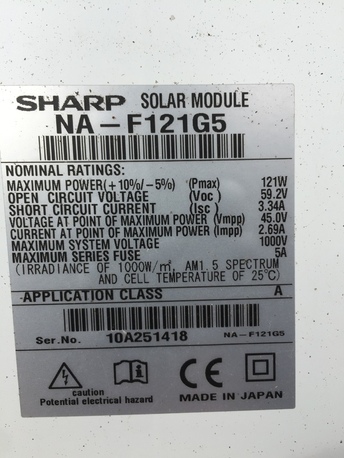 SHARP SOLAR MODULE
NA-F121G5
NOMINAL RATINGS:
MAXIMUM POWER(+10%/-5%) (Pmax) 121W
OPEN CIRCUIT VOLTAGE (Voc) 59.2V
SHORT CIRCUIT CURRENT (Isc) 3.34A
VOLTAGE AT POINT OF MAXIMUM POWER (Vmpp) 45.0V
CURRENT AT POINT OF MAXIMUM POWER (Impp) 2.69A
MAXIMUM SYSTEM VOLTAGE 1000V
MAXIMUM SERIES FUSE 5A
(IRRADIANCE OF 1000W/㎡, AM1.5 SPECTRUM
AND CELL TEMPERATURE OF 25℃)
APPLICATION CLASS A
Ser.No. 10A251418 NA-F121G5
caution
Potential electrical hazard
CE
MADE IN JAPAN